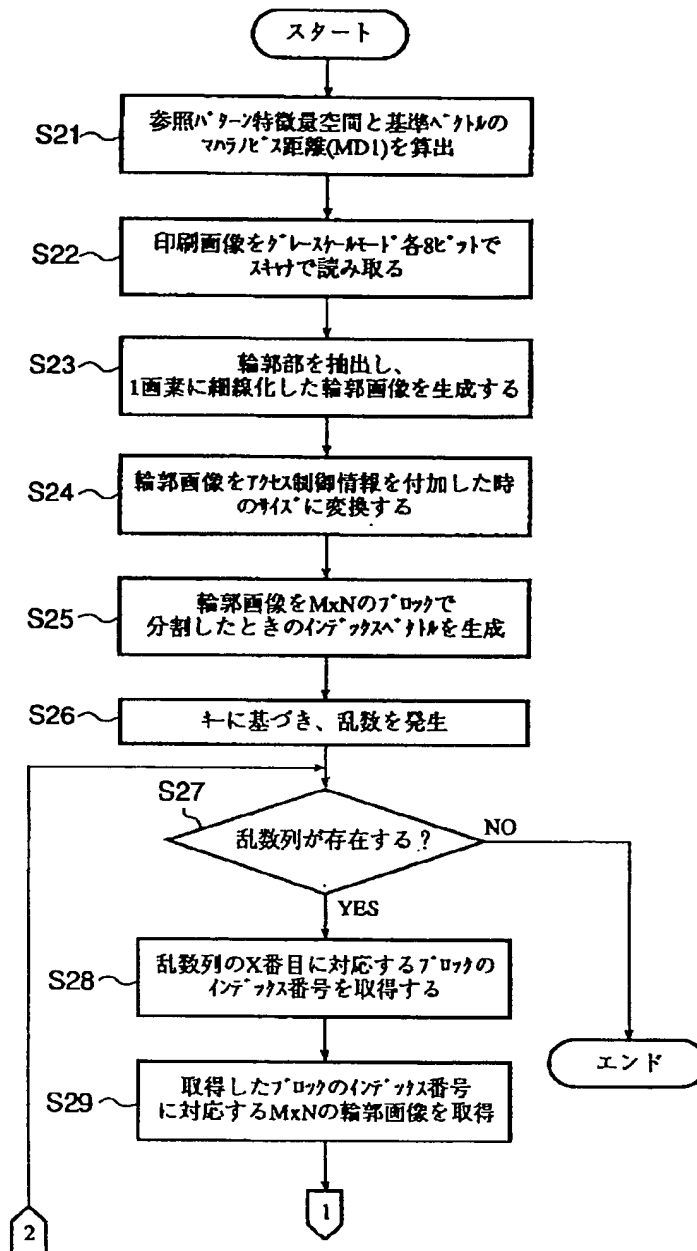 スタート
S21
参照パターン特徴量空間と基準ベクトルの
マハラノビス距離(MD1)を算出
S22
印刷画像をグレースケールモード各8ビットで
スキャナで読み取る
S23
輪郭部を抽出し、
1画素に細線化した輪郭画像を生成する
S24
輪郭画像をアクセス制御情報を付加した時
のサイズに変換する
S25
輪郭画像をMxNのブロックで
分割したときのインデックスベクトルを生成
S26
キーに基づき、乱数を発生
S27
乱数列が存在する?
NO
YES
S28
乱数列のX番目に対応するブロックの
インデックス番号を取得する
エンド
S29
取得したブロックのインデックス番号
に対応するMxNの輪郭画像を取得
1
2